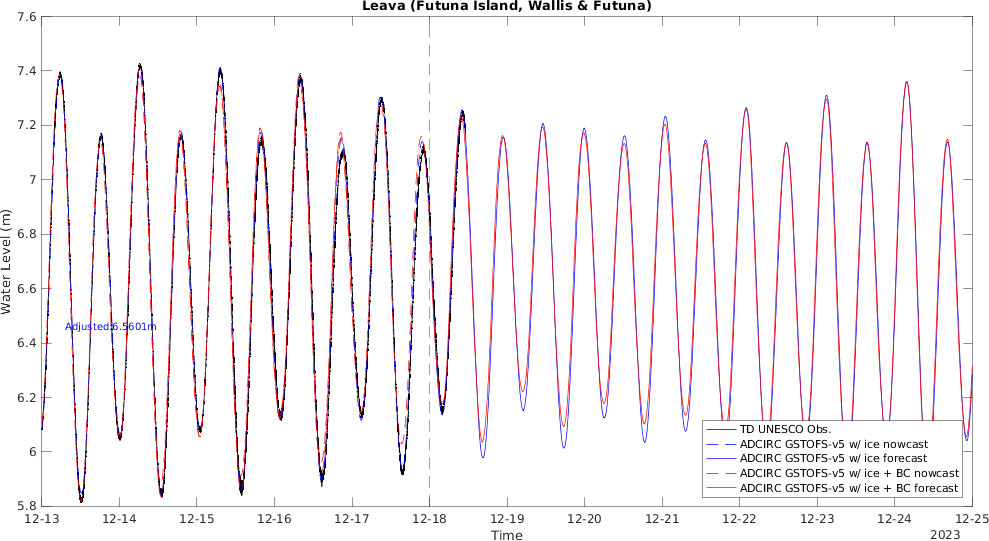 Leava (Futuna Island, Wallis & Futuna)
7.6
7.4
7.2
7
6.8
6.6
6.4
6.2
6
5.8
Water Level (m)
Adjusted:6.5601m
TD UNESCO Obs.
ADCIRC GSTOFS-v5 w/ ice nowcast
ADCIRC GSTOFS-v5 w/ ice forecast
ADCIRC GSTOFS-v5 w/ ice + BC nowcast
ADCIRC GSTOFS-v5 w/ ice + BC forecast
12-13 12-14 12-15 12-16 12-17 12-18 12-19 12-20 12-21 12-22 12-23 12-24 12-25
Time
2023